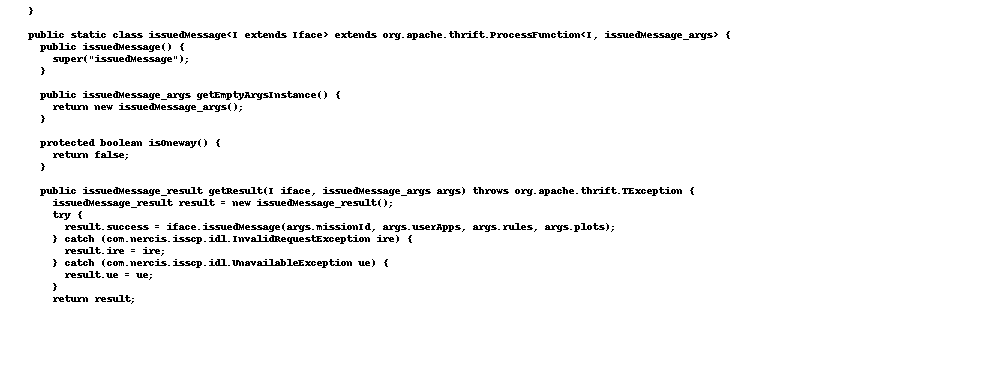 }
public static class issuedMessage<I extends Iface> extends org.apache.thrift.ProcessFunction<I, issuedMessage_args> {
public issuedMessage() {
super("issuedMessage");
}
public issuedMessage_args getEmptyArgsInstance() {
return new issuedMessage_args();
}
protected boolean isOneway() {
return false;
}
public issuedMessage_result getResult(I iface, issuedMessage_args args) throws org.apache.thrift.TException {
issuedMessage_result result = new issuedMessage_result();
try {
result.success = iface.issuedMessage(args.missionId, args.userApps, args.rules, args.plots);
} catch (com.nercis.isscp.idl.InvalidRequestException ire) {
result.ire = ire;
} catch (com.nercis.isscp.idl.UnavailableException ue) {
result.ue = ue;
}
return result;